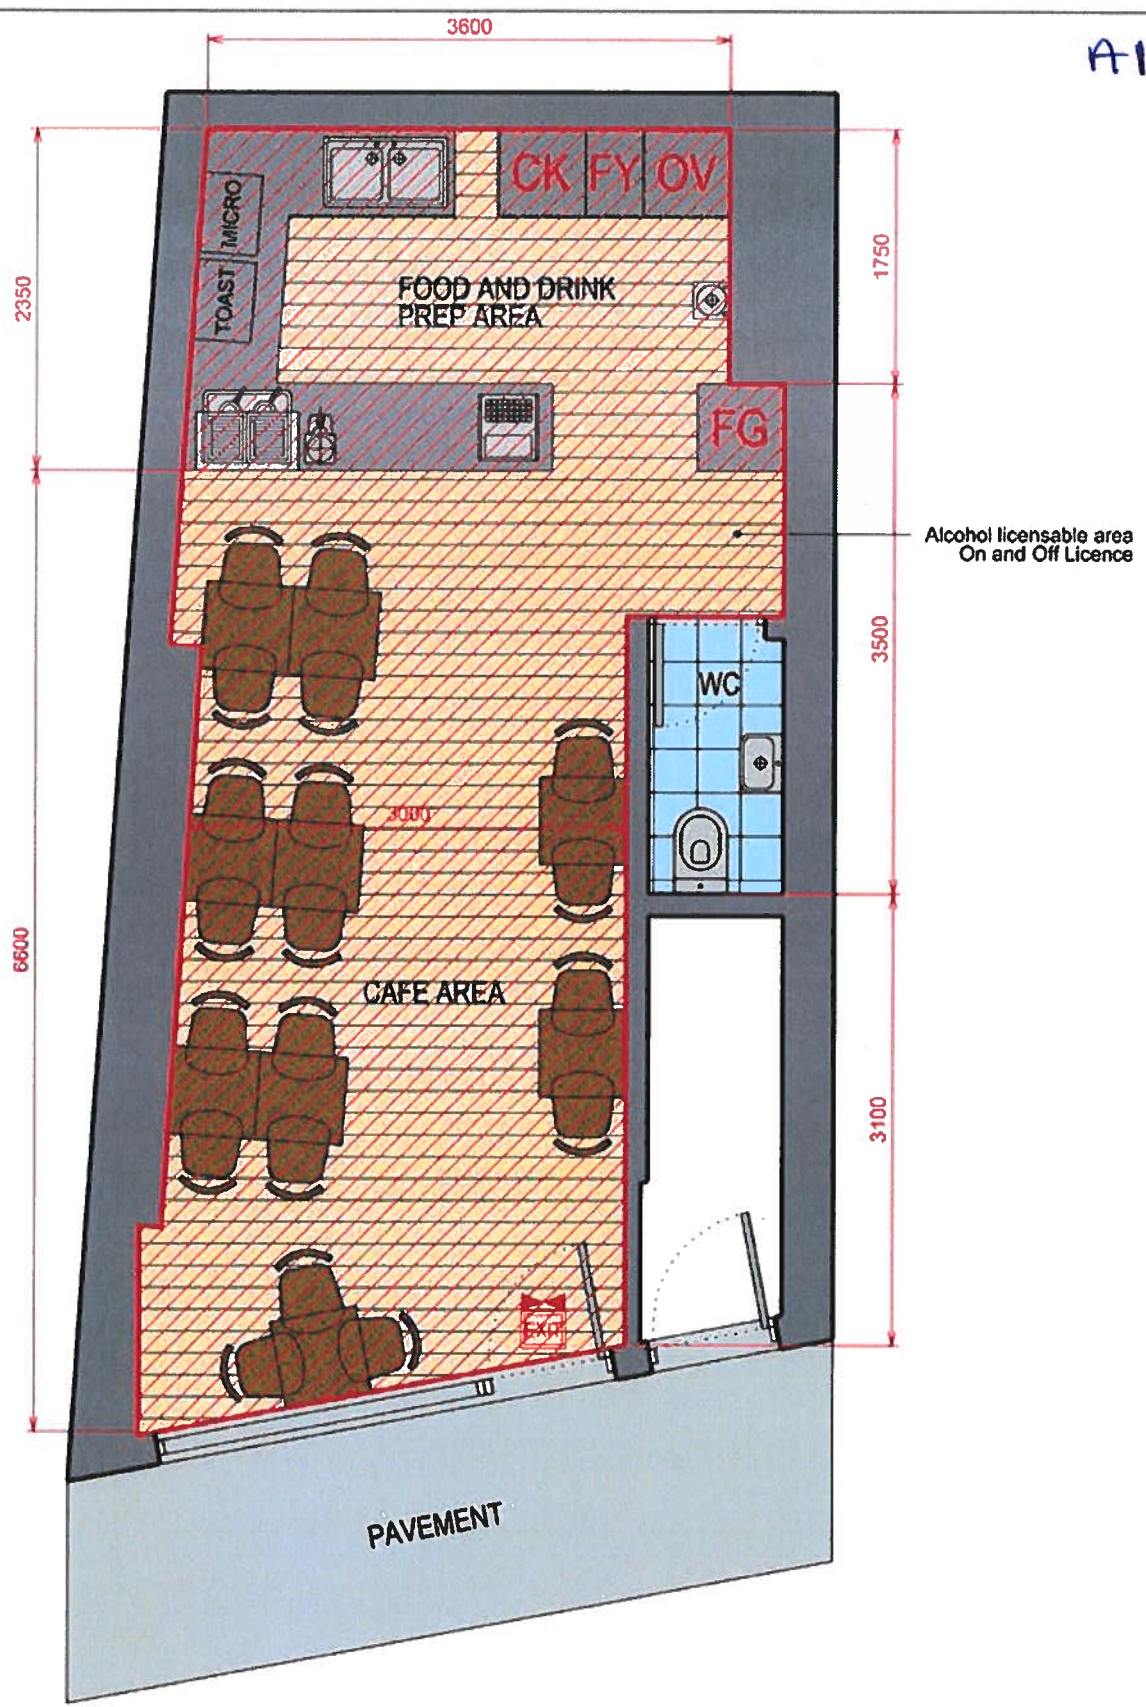 3600
A1
CK FY OV
MICRO
TOAST
2350
1750
FOOD AND DRINK
PREP AREA
FG
Alcohol licensable area
On and Off Licence
3500
WC
3000
6600
CAFE AREA
3100
EXIT
PAVEMENT